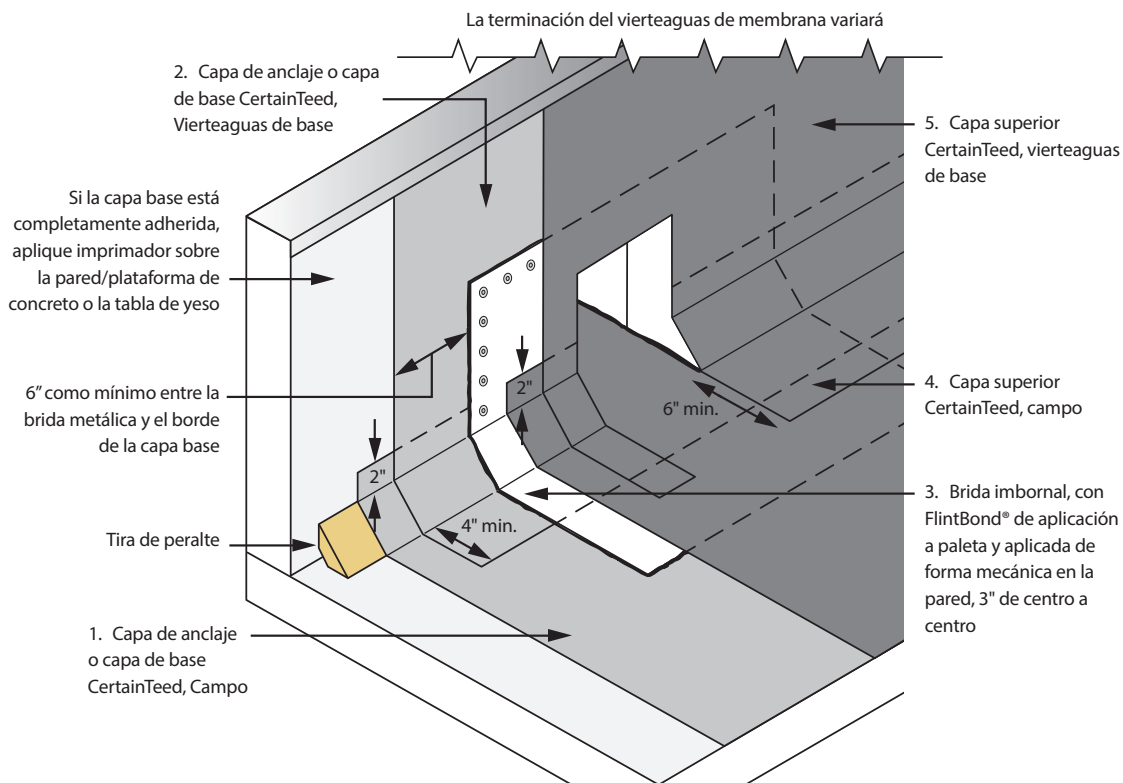 La terminación del vierteaguas de membrana variará
2. Capa de anclaje o capa
de base CertainTeed,
Vierteaguas de base
Si la capa base está
completamente adherida,
aplique imprimador sobre
la pared/plataforma de
concreto o la tabla de yeso
6" como mínimo entre la
brida metálica y el borde
de la capa base
Tira de peralte
1. Capa de anclaje
o capa de base
CertainTeed, Campo
2"
4" min.
2"
6" min.
5. Capa superior
CertainTeed, vierteaguas
de base
4. Capa superior
CertainTeed, campo
3. Brida imbornal, con
FlintBond® de aplicación
a paleta y aplicada de
forma mecánica en la
pared, 3" de centro a
centro